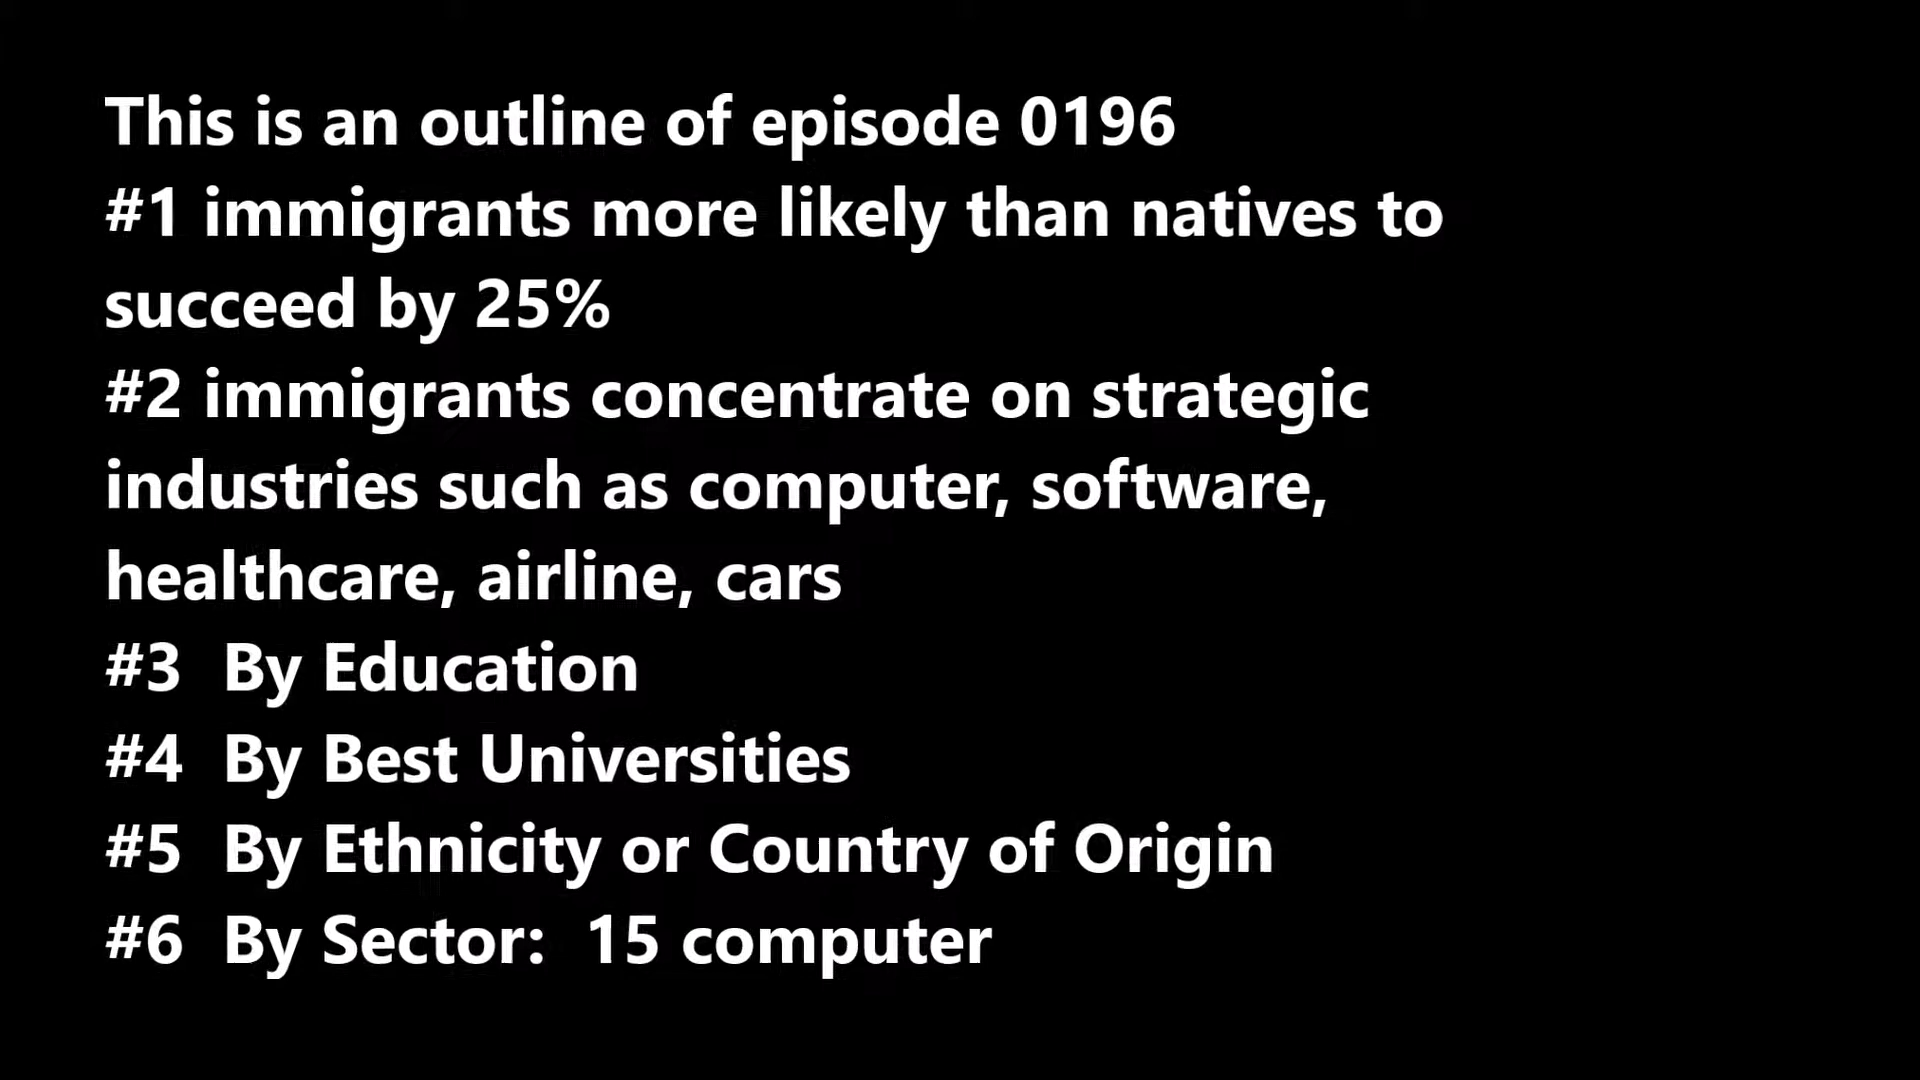 This is an outline of episode 0196
#1 immigrants more likely than natives to
succeed by 25%
#2 immigrants concentrate on strategic
industries such as computer, software,
healthcare, airline, cars
#3  By Education
#4  By Best Universities
#5  By Ethnicity or Country of Origin
#6  By Sector:  15 computer